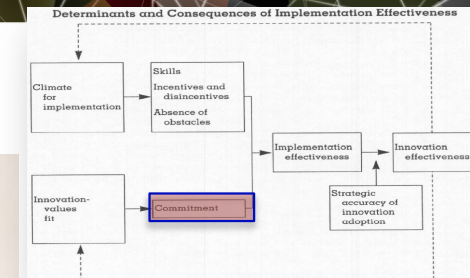 Determinants and Consequences of Implementation Effectiveness
Climate
for
implementation
Skills
Incentives and
disincentives
Absence of
obstacles
Implementation
effectiveness
Innovation
effectiveness
Innovation-
values
fit
Commitment
Strategic
accuracy of
innovation
adoption